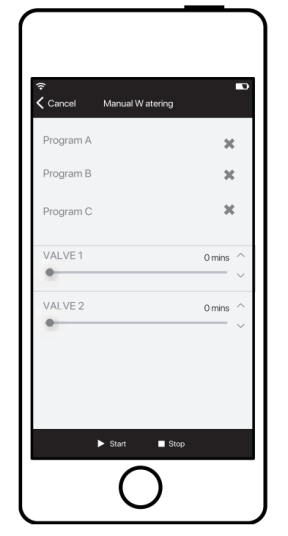 Cancel Manual W atering
Program A
Program B
Program C
VALVE 1 0 mins
VALVE 2 0 mins
Start Stop